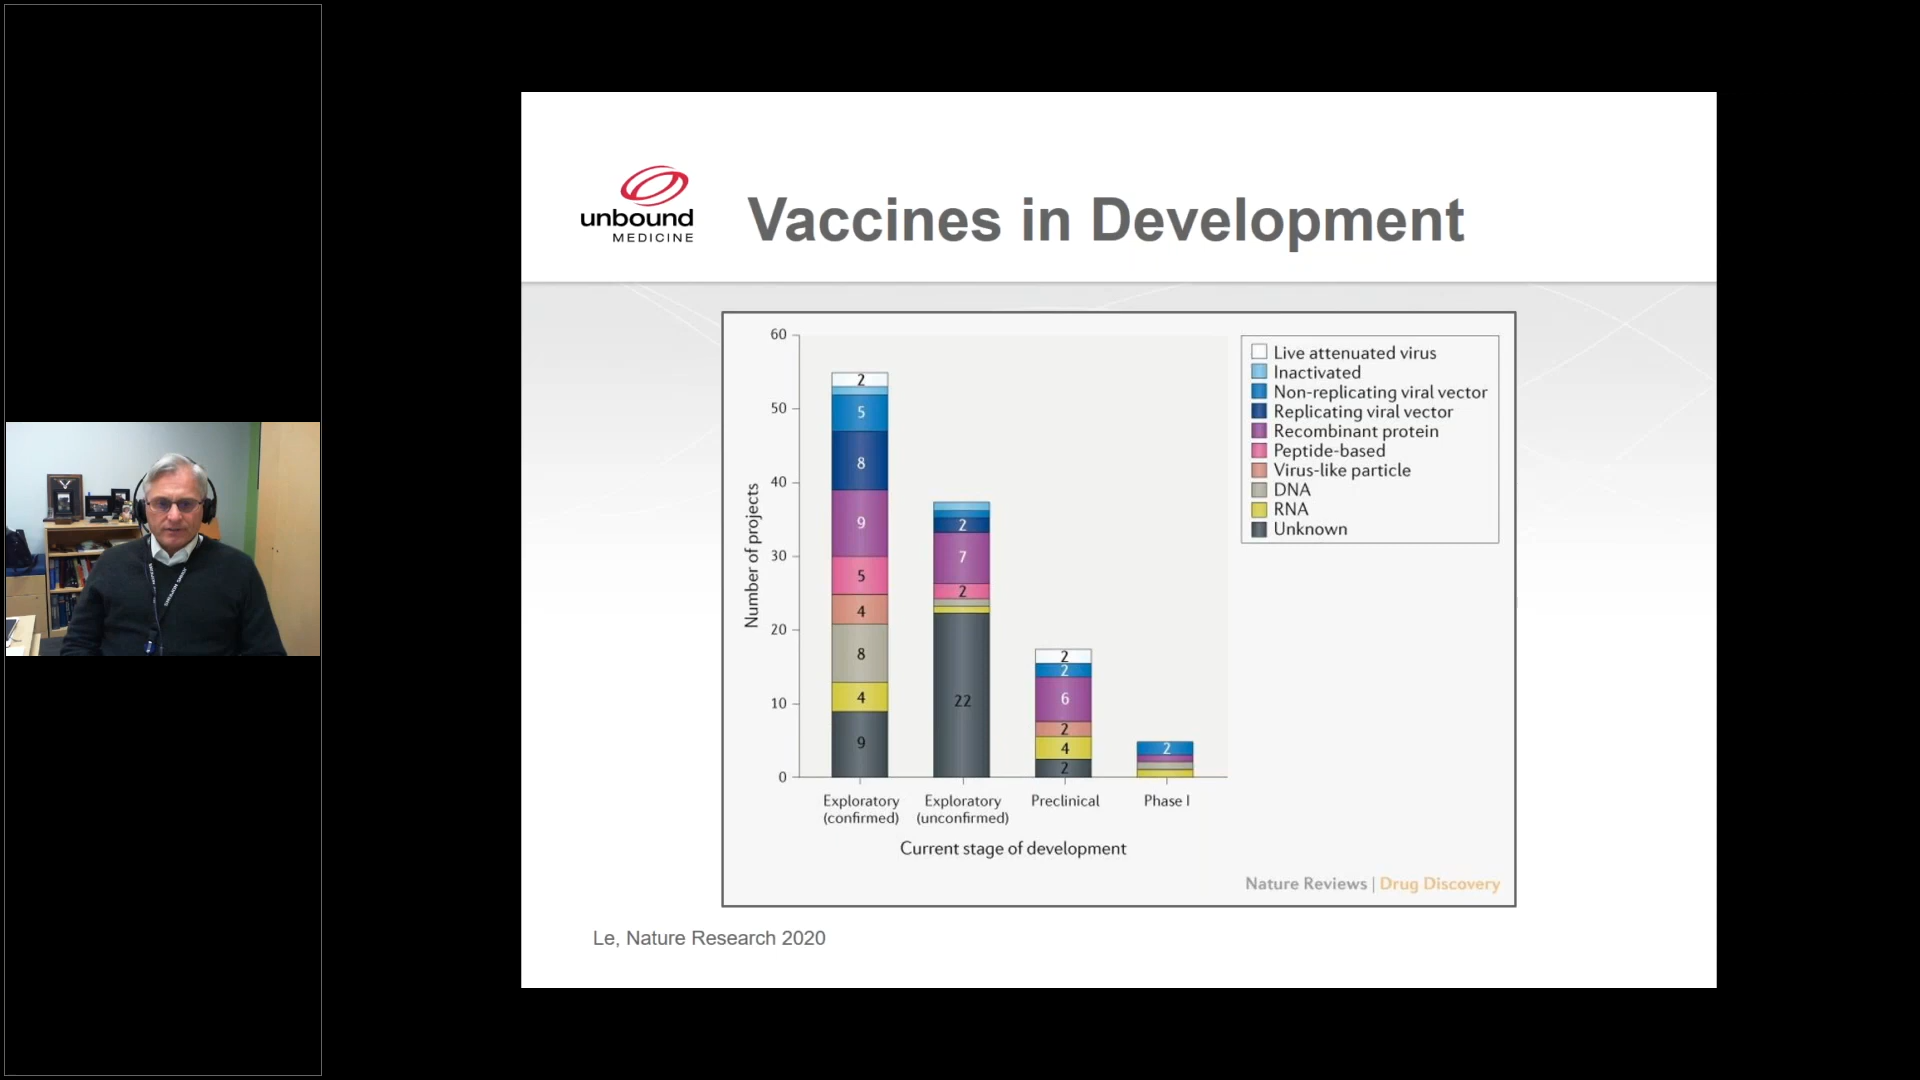 unbound
MEDICINE
Vaccines in Development
60
50
40
30
20
10
0
Number of projects
2
5
8
9
5
4
8
4
9
2
7
2
22
2
2
6
2
4
2
2
Exploratory
(confirmed)
Exploratory
(unconfirmed)
Preclinical
Phase I
Current stage of development
Live attenuated virus
Inactivated
Non-replicating viral vector
Replicating viral vector
Recombinant protein
Peptide-based
Virus-like particle
DNA
RNA
Unknown
Nature Reviews | Drug Discovery
Le, Nature Research 2020